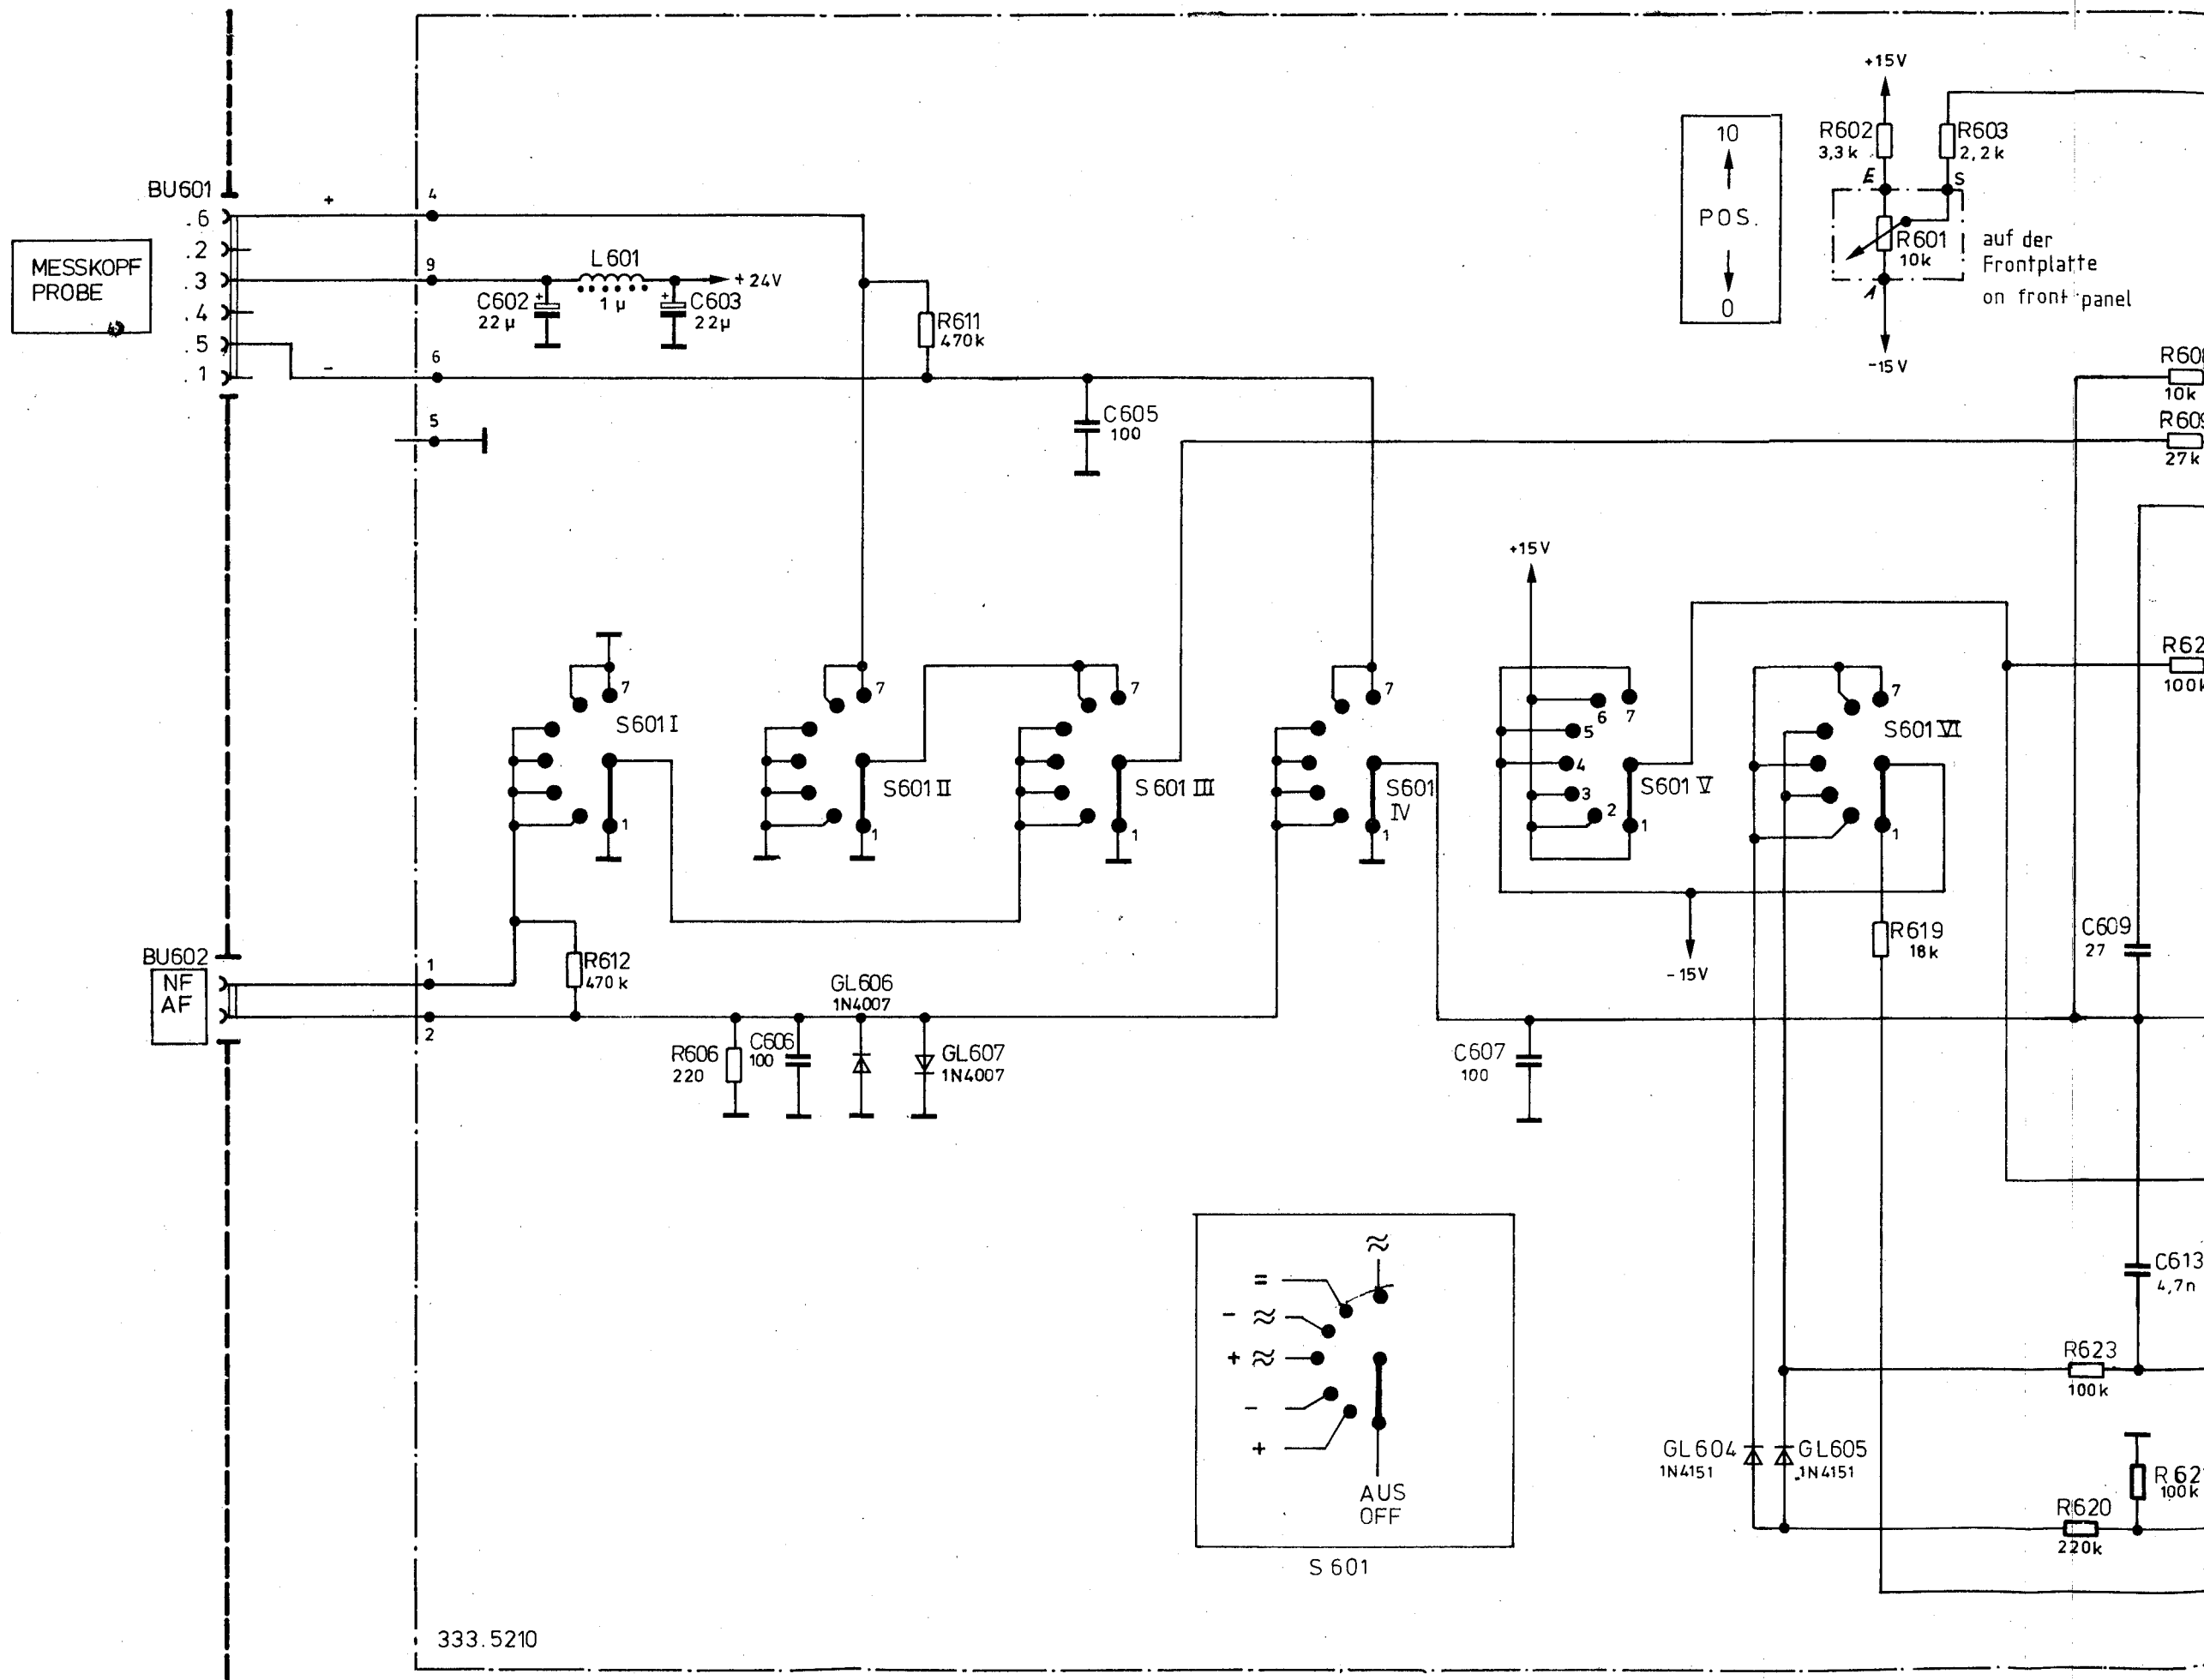 +15V
R602
3,3k
R603
2,2k
E
S
10
POS.
0
R601
10k
A
-15V
auf der
Frontplatte
on front panel
BU601
.6
.2
.3
.4
.5
.1
MESSKOPF
PROBE
+
4
9
L601
1µ
+24V
C602
+
22µ
+
C603
22µ
R611
470k
-
6
5
C605
100
10k
27k
100k
+15V
7
S601 I
1
7
S601 II
1
7
S601 III
1
7
S601
IV
1
6
7
5
4
3
2
S601 V
1
7
S601 VI
1
-15V
R619
18k
C609
27
BU602
NF
AF
1
2
R612
470k
GL606
1N4007
R606
220
C606
100
GL607
1N4007
C607
100
C613
4,7n
R623
100k
GL604
1N4151
GL605
1N4151
100k
R620
220k
≈
=
- ≈
+ ≈
-
+
AUS
OFF
S 601
333.5210